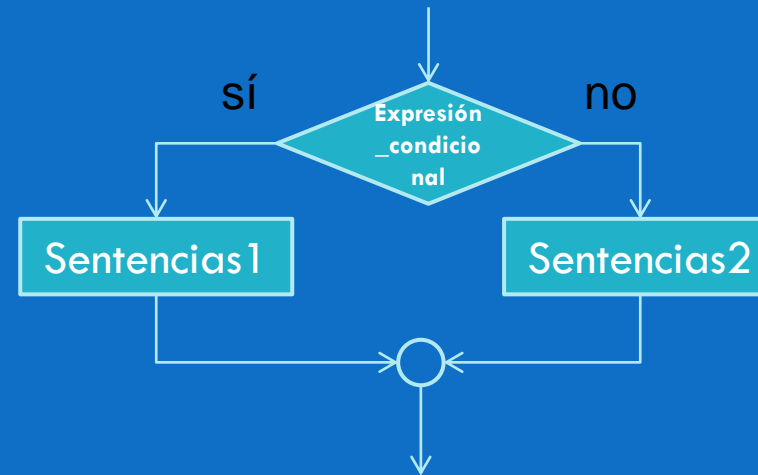 sí
no
Expresión
_condicio
nal
Sentencias1
Sentencias2